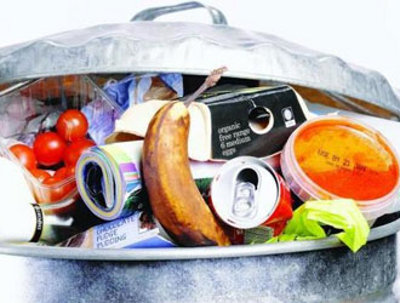 organic
free range
6 medium
eggs
CHOCOLATE
FUDGE
PUDDING